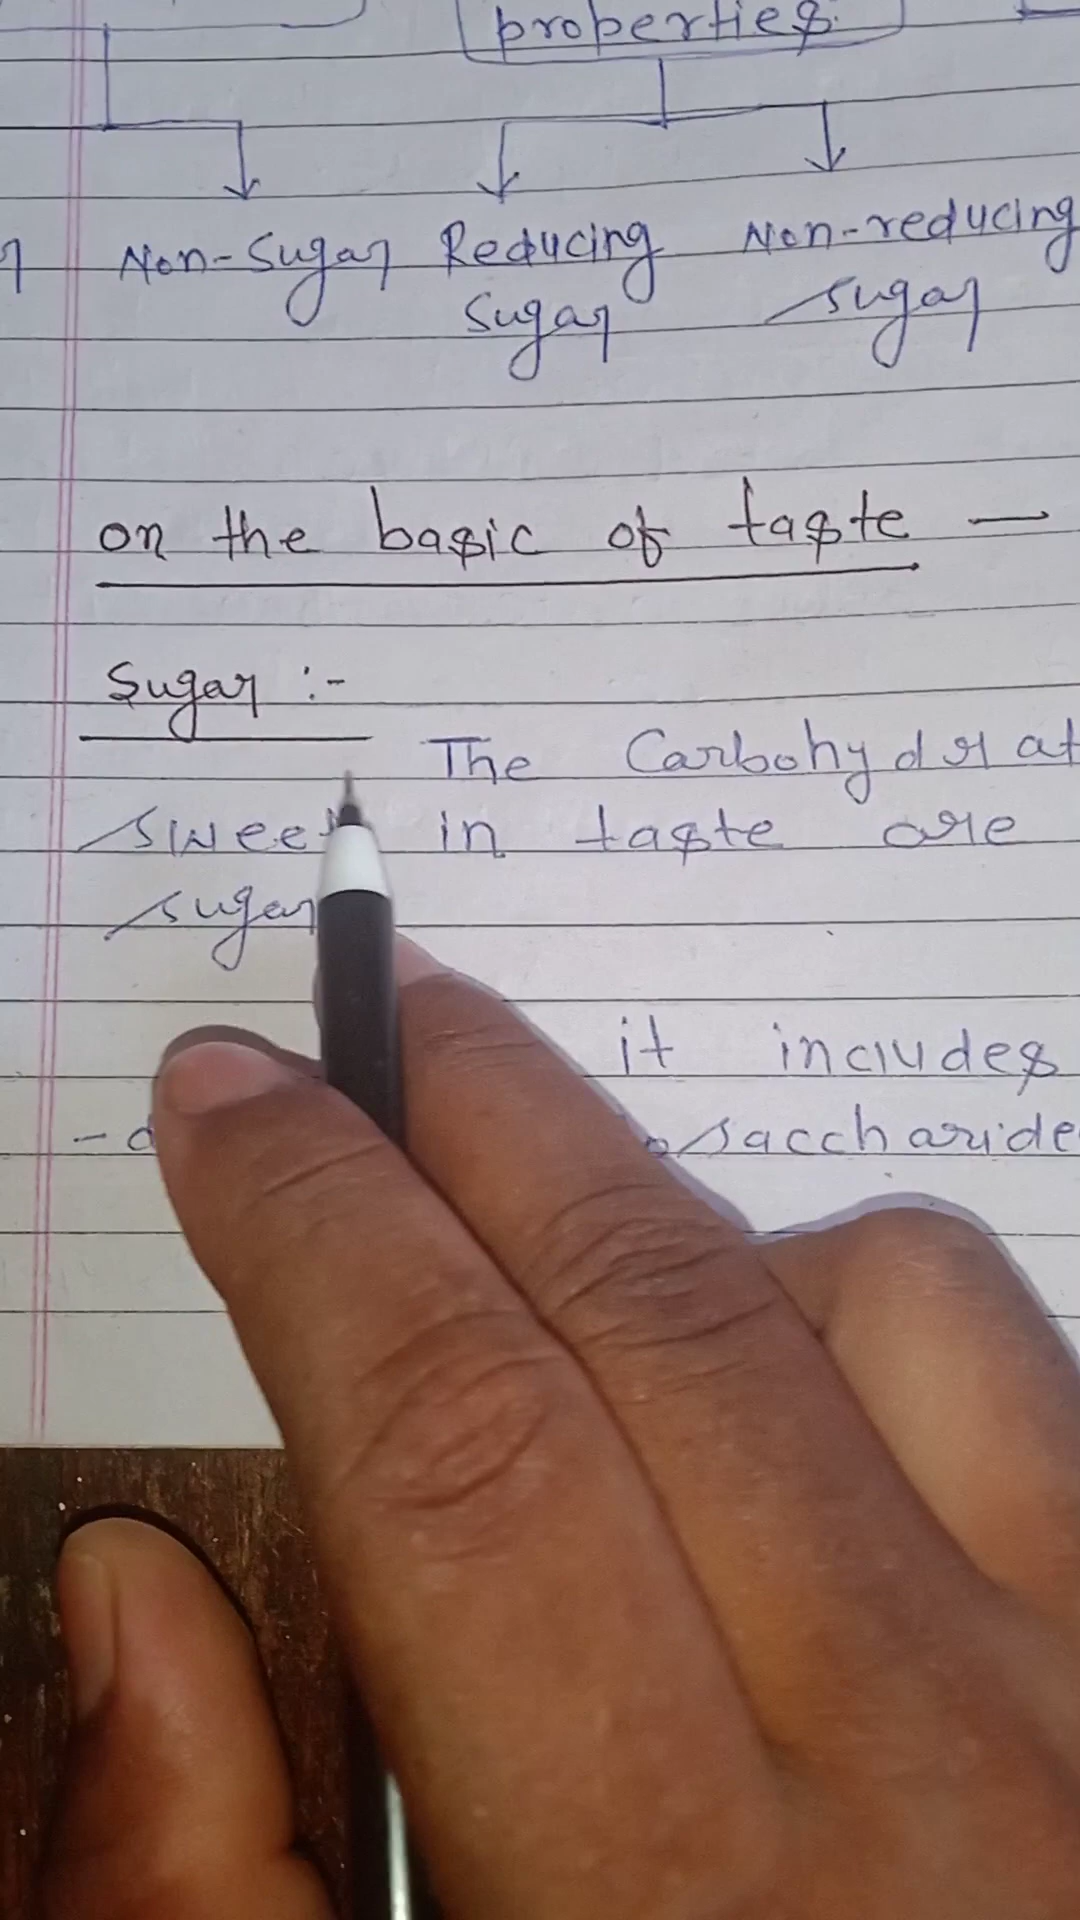 properties
Non-Sugar Reducing Non-reducing
Sugar sugar
on the basic of taste —
Sugar :-
The Carbohydrat
sweet in taste are
sugar
it includes
saccharide